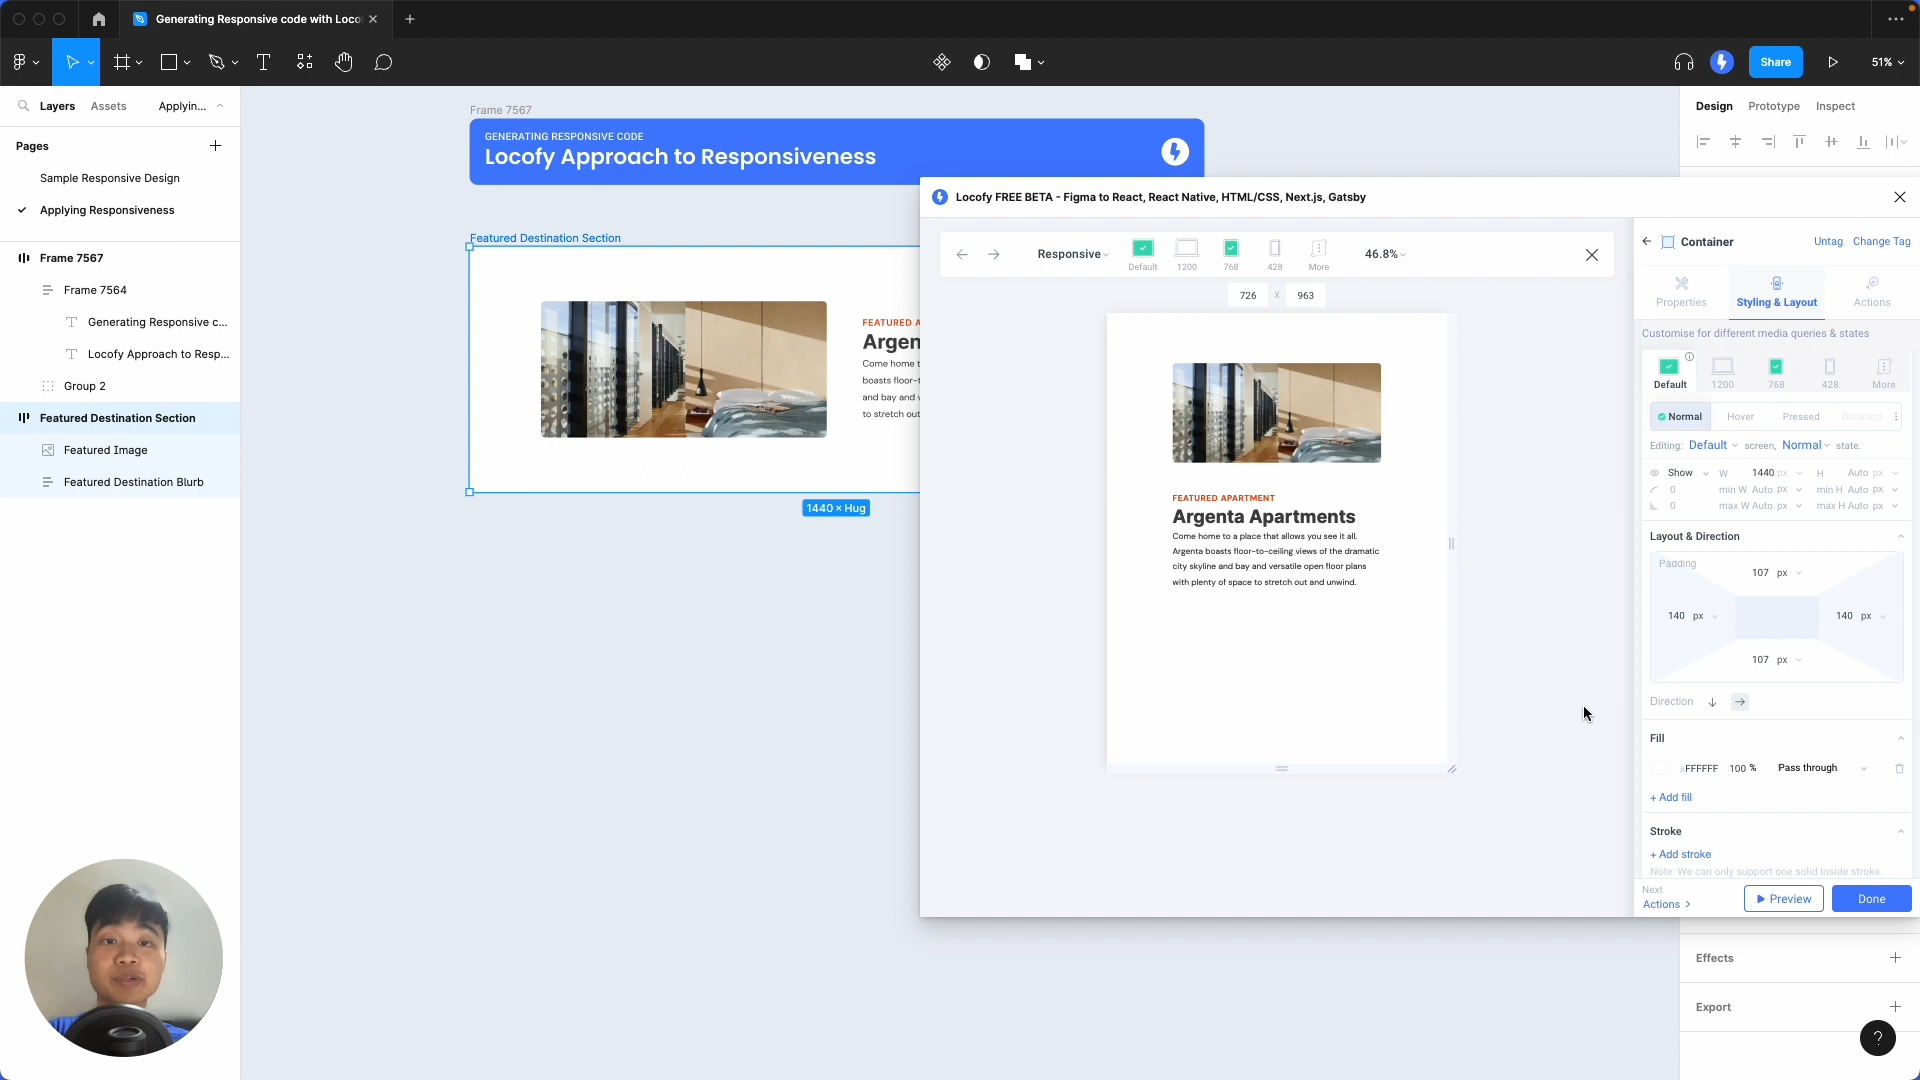 Generating Responsive code with Loco
51%
Share
Layers
Assets
Applyin...
Pages
Sample Responsive Design
Applying Responsiveness
Frame 7567
Frame 7564
Generating Responsive c...
Locofy Approach to Resp...
Group 2
Featured Destination Section
Featured Image
Featured Destination Blurb
Frame 7567
GENERATING RESPONSIVE CODE
Locofy Approach to Responsiveness
Featured Destination Section
FEATURED A
Argen
Come home t
boasts floor-t
and bay and v
to stretch out
1440 × Hug
Design
Prototype
Inspect
Locofy FREE BETA - Figma to React, React Native, HTML/CSS, Next.js, Gatsby
Responsive
Default
1200
768
428
More
46.8%
726 X 963
FEATURED APARTMENT
Argenta Apartments
Come home to a place that allows you see it all.
Argenta boasts floor-to-ceiling views of the dramatic
city skyline and bay and versatile open floor plans
with plenty of space to stretch out and unwind.
Container
Untag
Change Tag
Properties
Styling & Layout
Actions
Customise for different media queries & states
Default
1200
768
428
More
Normal
Hover
Pressed
Disabled
Editing: Default screen, Normal state.
Show W 1440 px H Auto px
0 min W Auto px min H Auto px
0 max W Auto px max H Auto px
Layout & Direction
Padding
107 px
140 px
140 px
107 px
Direction
Fill
#FFFFFF 100 % Pass through
+ Add fill
Stroke
+ Add stroke
Note: We can only support one solid Inside stroke.
Next
Actions >
Preview
Done
Effects
Export
?